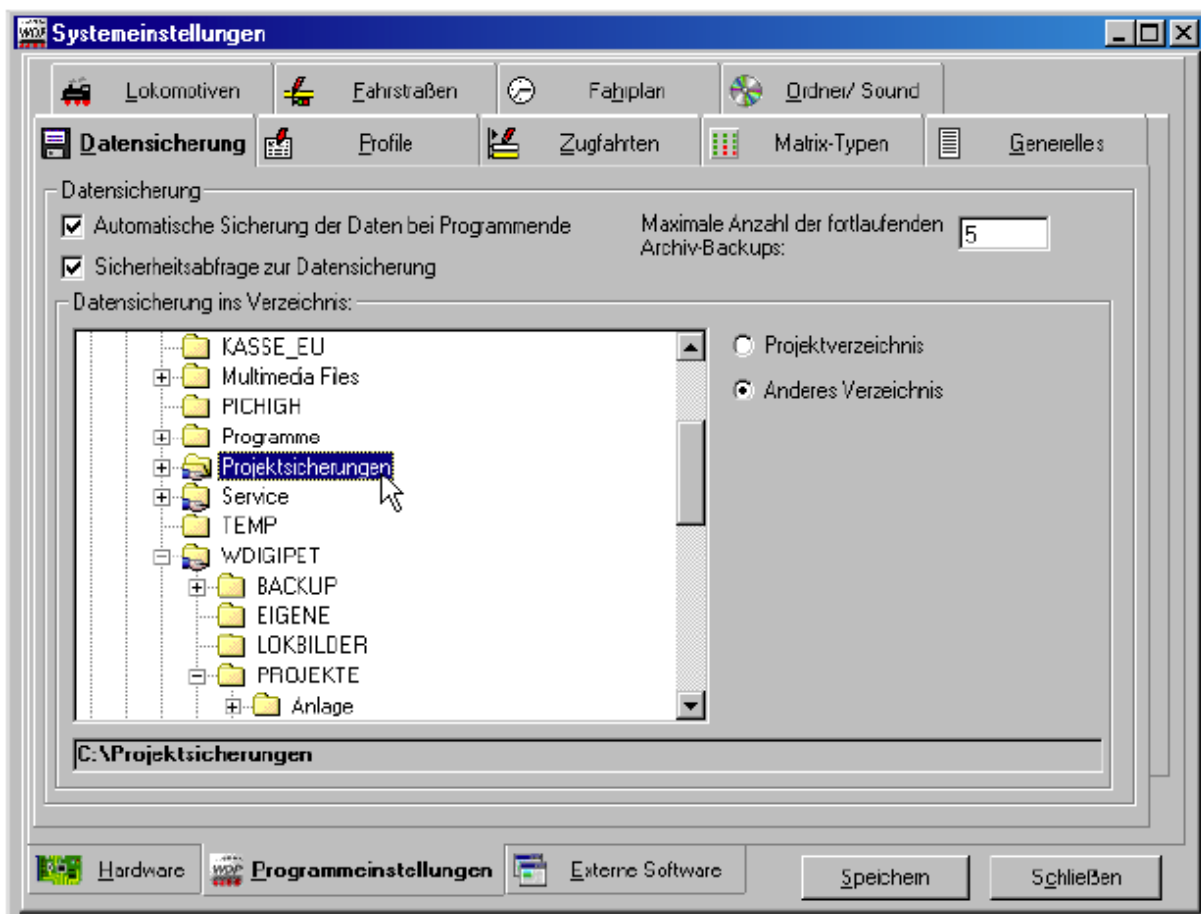 Systemeinstellungen
Lokomotiven
Fahrstraßen
Fahrplan
Ordner/ Sound
Datensicherung
Profile
Zugfahrten
Matrix-Typen
Generelles
Datensicherung
Automatische Sicherung der Daten bei Programmende
Maximale Anzahl der fortlaufenden
Archiv-Backups:
5
Sicherheitsabfrage zur Datensicherung
Datensicherung ins Verzeichnis:
KASSE_EU
Multimedia Files
PICHIGH
Programme
Projektsicherungen
Service
TEMP
WDIGIPET
BACKUP
EIGENE
LOKBILDER
PROJEKTE
Anlage
Projektverzeichnis
Anderes Verzeichnis
C:\Projektsicherungen
Hardware
WDP
Programmeinstellungen
Externe Software
Speichern
Schließen